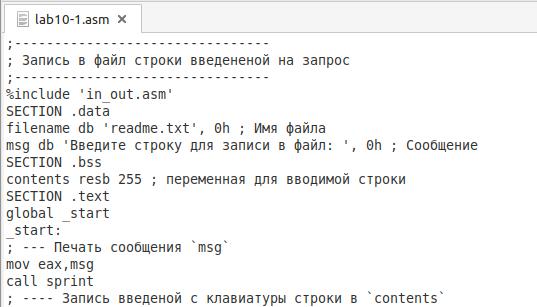 lab10-1.asm ×
;-------------------------------
; Запись в файл строки введененой на запрос
;-------------------------------
%include 'in_out.asm'
SECTION .data
filename db 'readme.txt', 0h ; Имя файла
msg db 'Введите строку для записи в файл: ', 0h ; Сообщение
SECTION .bss
contents resb 255 ; переменная для вводимой строки
SECTION .text
global _start
_start:
; --- Печать сообщения `msg`
mov eax,msg
call sprint
; ---- Запись введеной с клавиатуры строки в `contents`